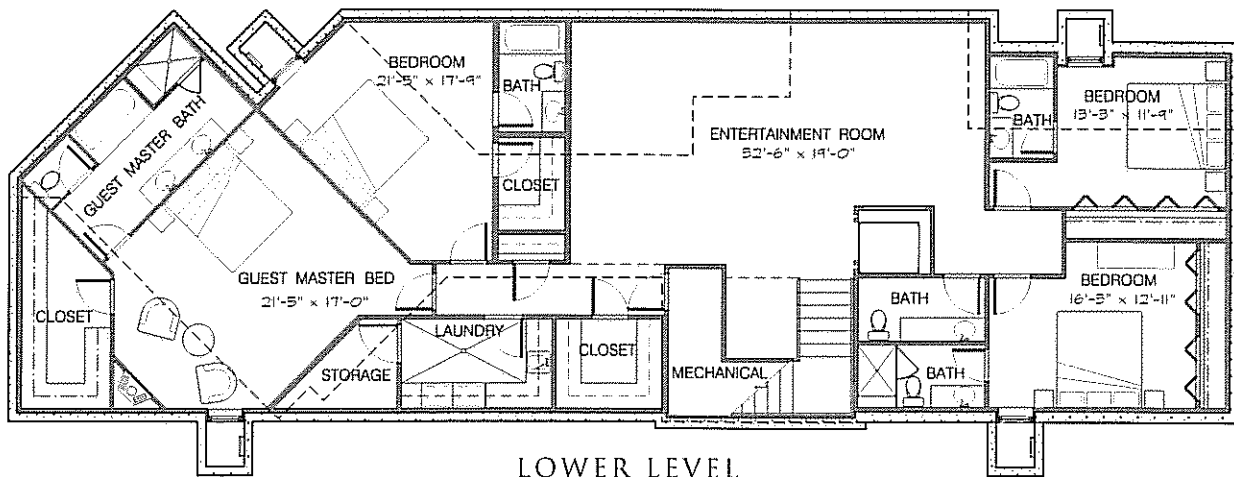 BEDROOM
21'-5" x 17'-9"
BATH
GUEST MASTER BATH
CLOSET
ENTERTAINMENT ROOM
52'-6" x 19'-0"
BATH
BEDROOM
13'-3" x 11'-9"
GUEST MASTER BED
21'-5" x 17'-0"
CLOSET
STORAGE
LAUNDRY
CLOSET
MECHANICAL
BATH
BATH
BEDROOM
16'-3" x 12'-11"
LOWER LEVEL